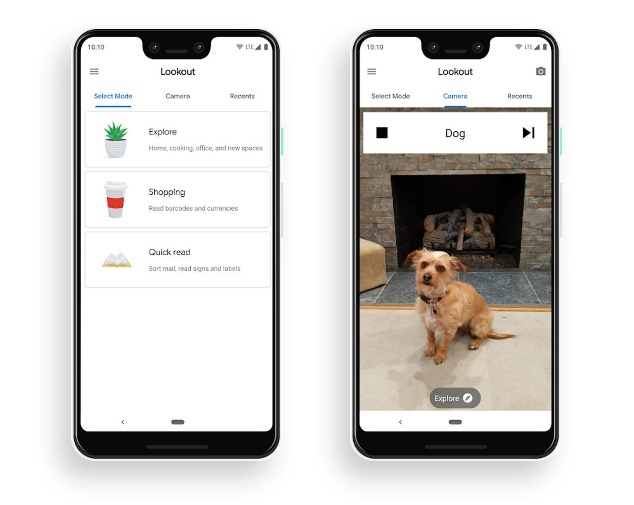 10:10
LTE
Lookout
Select Mode
Camera
Recents
Explore
Home, cooking, office, and new spaces
Shopping
Read barcodes and currencies
Quick read
Sort mail, read signs and labels
10:10
LTE
Lookout
Select Mode
Camera
Recents
Dog
Explore